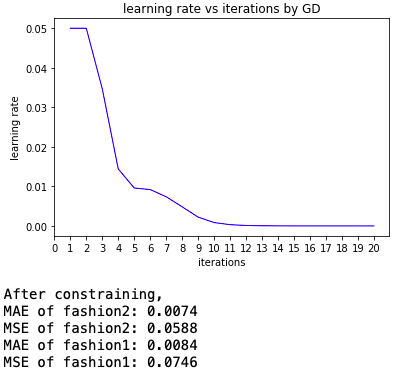 learning rate vs iterations by GD
0.05
0.04
0.03
0.02
0.01
0.00
learning rate
0 1 2 3 4 5 6 7 8 9 10 11 12 13 14 15 16 17 18 19 20
iterations
After constraining,
MAE of fashion2: 0.0074
MSE of fashion2: 0.0588
MAE of fashion1: 0.0084
MSE of fashion1: 0.0746